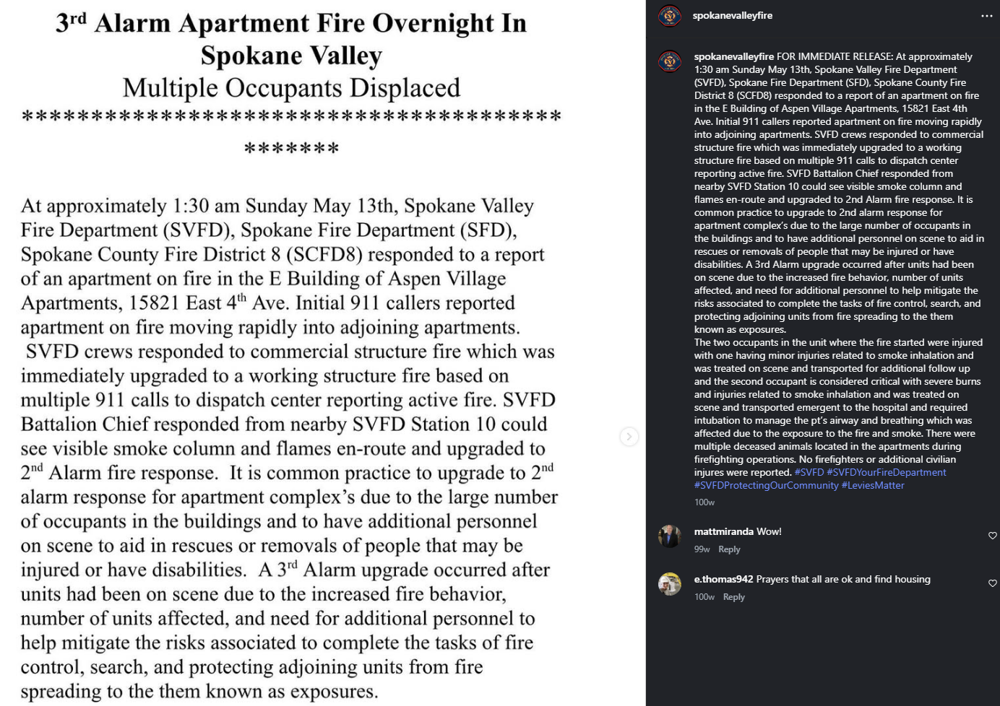 3rd Alarm Apartment Fire Overnight In
Spokane Valley
Multiple Occupants Displaced
***************************************
*******
At approximately 1:30 am Sunday May 13th, Spokane Valley
Fire Department (SVFD), Spokane Fire Department (SFD),
Spokane County Fire District 8 (SCFD8) responded to a report
of an apartment on fire in the E Building of Aspen Village
Apartments, 15821 East 4th Ave. Initial 911 callers reported
apartment on fire moving rapidly into adjoining apartments.
SVFD crews responded to commercial structure fire which was
immediately upgraded to a working structure fire based on
multiple 911 calls to dispatch center reporting active fire. SVFD
Battalion Chief responded from nearby SVFD Station 10 could
see visible smoke column and flames en-route and upgraded to
2nd Alarm fire response.  It is common practice to upgrade to 2nd
alarm response for apartment complex's due to the large number
of occupants in the buildings and to have additional personnel
on scene to aid in rescues or removals of people that may be
injured or have disabilities.  A 3rd Alarm upgrade occurred after
units had been on scene due to the increased fire behavior,
number of units affected, and need for additional personnel to
help mitigate the risks associated to complete the tasks of fire
control, search, and protecting adjoining units from fire
spreading to the them known as exposures.
spokanevalleyfire
spokanevalleyfire FOR IMMEDIATE RELEASE: At approximately
1:30 am Sunday May 13th, Spokane Valley Fire Department
(SVFD), Spokane Fire Department (SFD), Spokane County Fire
District 8 (SCFD8) responded to a report of an apartment on fire
in the E Building of Aspen Village Apartments, 15821 East 4th
Ave. Initial 911 callers reported apartment on fire moving rapidly
into adjoining apartments. SVFD crews responded to commercial
structure fire which was immediately upgraded to a working
structure fire based on multiple 911 calls to dispatch center
reporting active fire. SVFD Battalion Chief responded from
nearby SVFD Station 10 could see visible smoke column and
flames en-route and upgraded to 2nd Alarm fire response. It is
common practice to upgrade to 2nd alarm response for
apartment complex's due to the large number of occupants in
the buildings and to have additional personnel on scene to aid in
rescues or removals of people that may be injured or have
disabilities. A 3rd Alarm upgrade occurred after units had been
on scene due to the increased fire behavior, number of units
affected, and need for additional personnel to help mitigate the
risks associated to complete the tasks of fire control, search, and
protecting adjoining units from fire spreading to the them
known as exposures.
The two occupants in the unit where the fire started were injured
with one having minor injuries related to smoke inhalation and
was treated on scene and transported for additional follow up
and the second occupant is considered critical with severe burns
and injuries related to smoke inhalation and was treated on
scene and transported emergent to the hospital and required
intubation to manage the pt's airway and breathing which was
affected due to the exposure to the fire and smoke. There were
multiple deceased animals located in the apartments during
firefighting operations. No firefighters or additional civilian
injures were reported. #SVFD #SVFDYourFireDepartment
#SVFDProtectingOurCommunity #LeviesMatter
100w
mattmiranda Wow!
99w Reply
e.thomas942 Prayers that all are ok and find housing
100w Reply